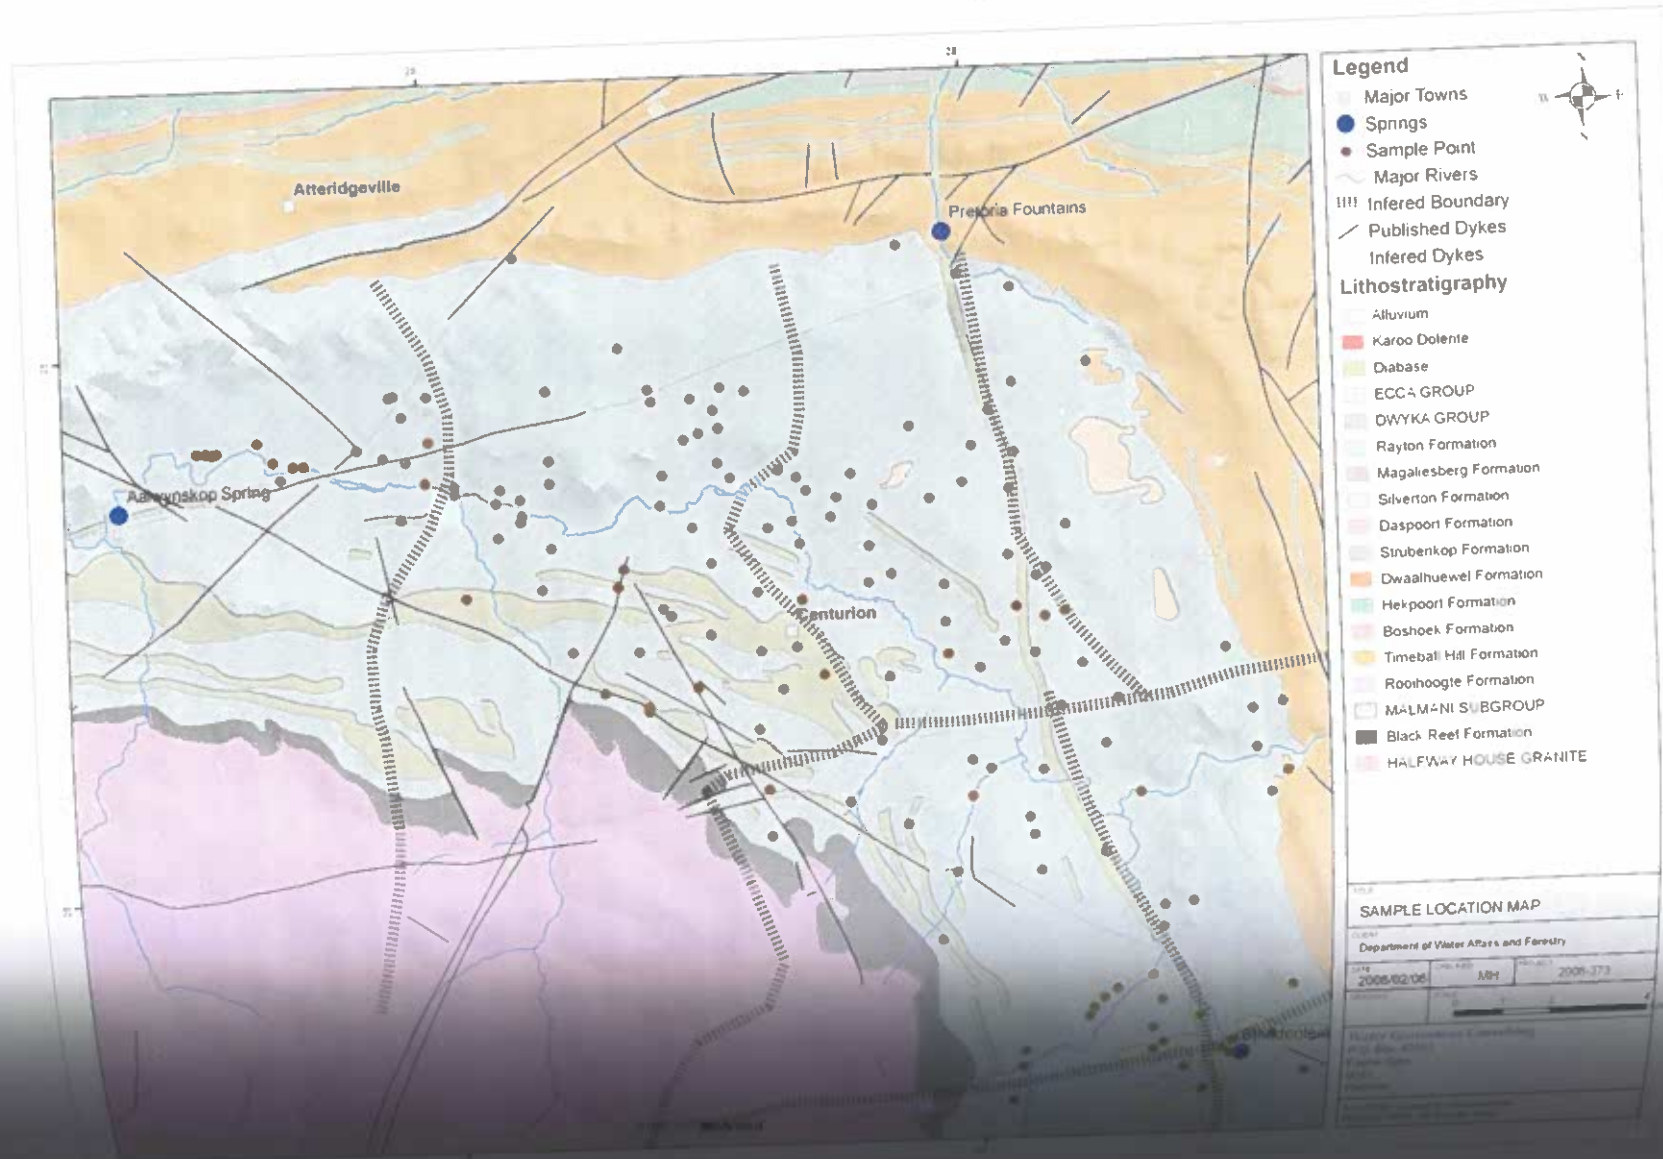 Atteridgeville
Pretoria Fountains
Aalwynskop Spring
Centurion
Legend
Major Towns
Springs
Sample Point
Major Rivers
Infered Boundary
Published Dykes
Infered Dykes
Lithostratigraphy
Alluvium
Karoo Dolerite
Diabase
ECCA GROUP
DWYKA GROUP
Rayton Formation
Magaliesberg Formation
Silverton Formation
Daspoort Formation
Strubenkop Formation
Dwaalhuewel Formation
Hekpoort Formation
Boshoek Formation
Timeball Hill Formation
Rooihoogte Formation
MALMANI SUBGROUP
Black Reef Formation
HALFWAY HOUSE GRANITE
SAMPLE LOCATION MAP
Department of Water Affairs and Forestry
MH